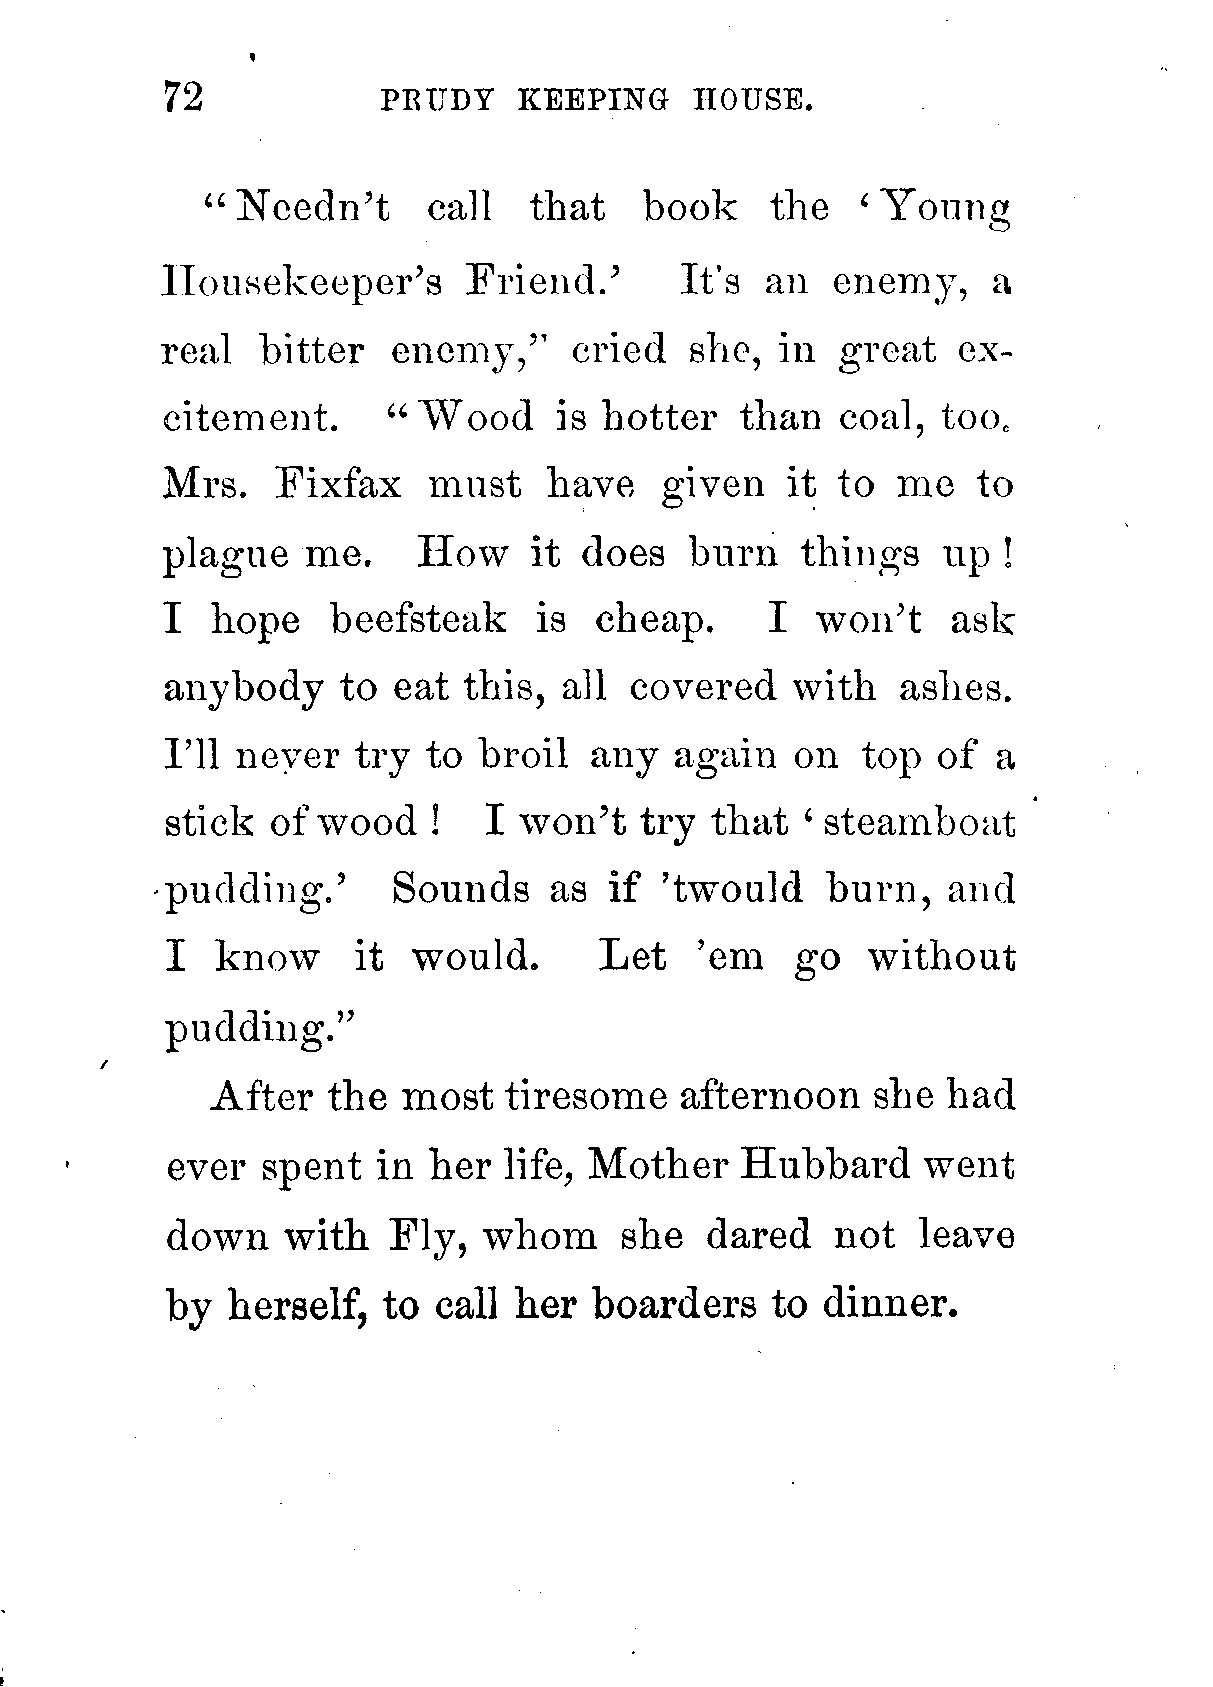 72 PRUDY KEEPING HOUSE.
“Needn’t call that book the ‘Young
Housekeeper’s Friend.’ It’s an enemy, a
real bitter enemy,” cried she, in great ex-
citement. “Wood is hotter than coal, too.
Mrs. Fixfax must have given it to me to
plague me. How it does burn things up!
I hope beefsteak is cheap. I won’t ask
anybody to eat this, all covered with ashes.
I’ll never try to broil any again on top of a
stick of wood! I won’t try that ‘steamboat
pudding.’ Sounds as if ’twould burn, and
I know it would. Let ’em go without
pudding.”
After the most tiresome afternoon she had
ever spent in her life, Mother Hubbard went
down with Fly, whom she dared not leave
by herself, to call her boarders to dinner.